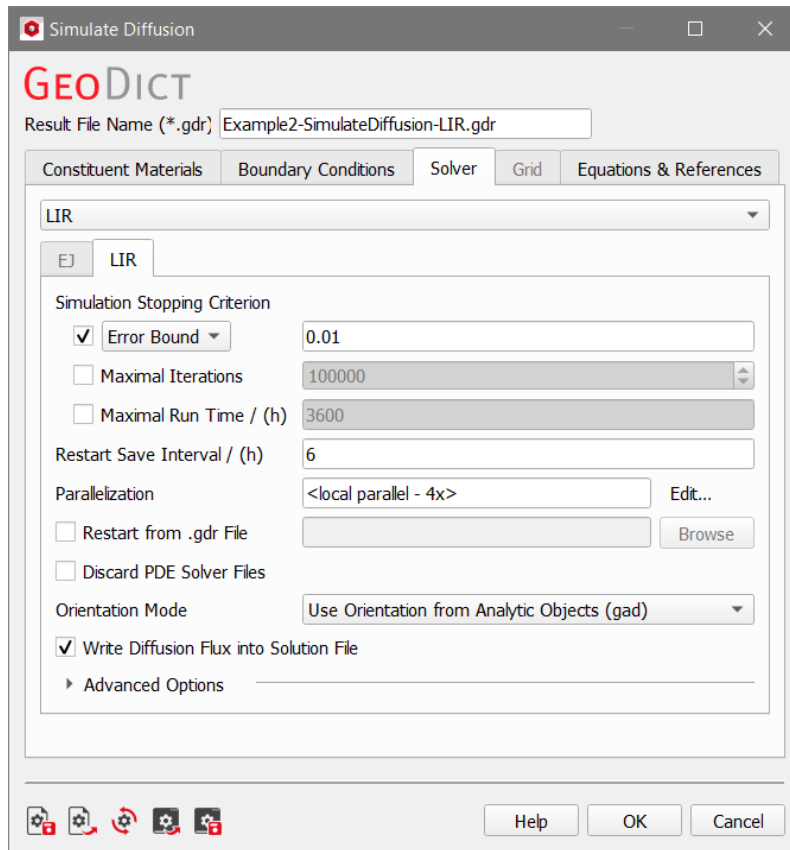 Simulate Diffusion
GEODICT
Result File Name (*.gdr) Example2-SimulateDiffusion-LIR.gdr
Constituent Materials Boundary Conditions Solver Grid Equations & References
LIR
EJ LIR
Simulation Stopping Criterion
Error Bound 0.01
Maximal Iterations 100000
Maximal Run Time / (h) 3600
Restart Save Interval / (h) 6
Parallelization <local parallel - 4x> Edit...
Restart from .gdr File Browse
Discard PDE Solver Files
Orientation Mode Use Orientation from Analytic Objects (gad)
Write Diffusion Flux into Solution File
Advanced Options
Help OK Cancel